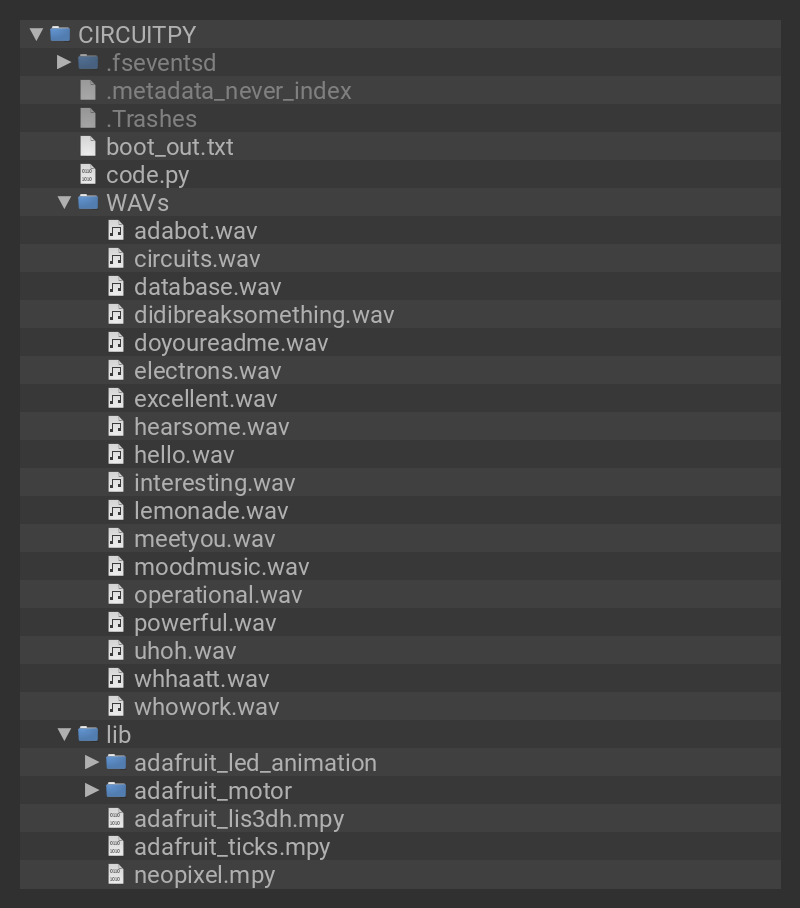 CIRCUITPY
.fseventsd
.metadata_never_index
.Trashes
boot_out.txt
code.py
WAVs
adabot.wav
circuits.wav
database.wav
didibreaksomething.wav
doyoureadme.wav
electrons.wav
excellent.wav
hearsome.wav
hello.wav
interesting.wav
lemonade.wav
meetyou.wav
moodmusic.wav
operational.wav
powerful.wav
uhoh.wav
whhaatt.wav
whowork.wav
lib
adafruit_led_animation
adafruit_motor
adafruit_lis3dh.mpy
adafruit_ticks.mpy
neopixel.mpy